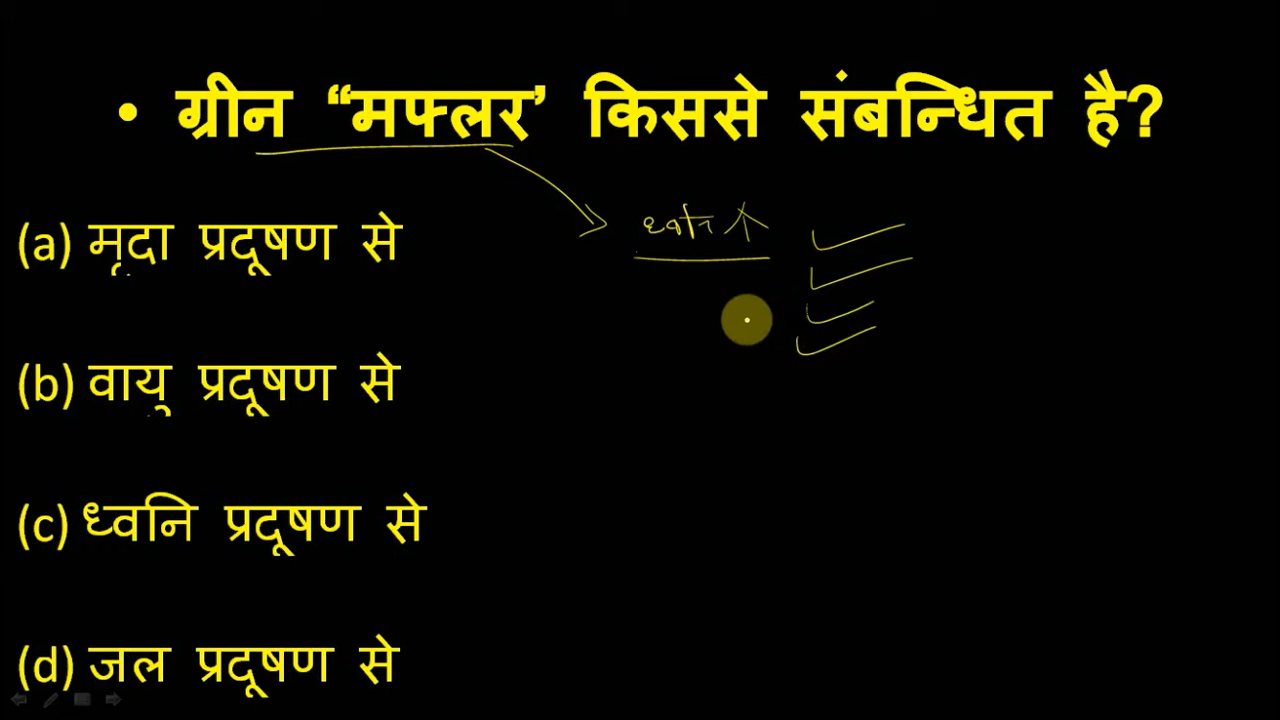 • ग्रीन “मफ्लर’ किससे संबन्धित है?
(a) मृदा प्रदूषण से
(b) वायु प्रदूषण से
(c) ध्वनि प्रदूषण से
(d) जल प्रदूषण से